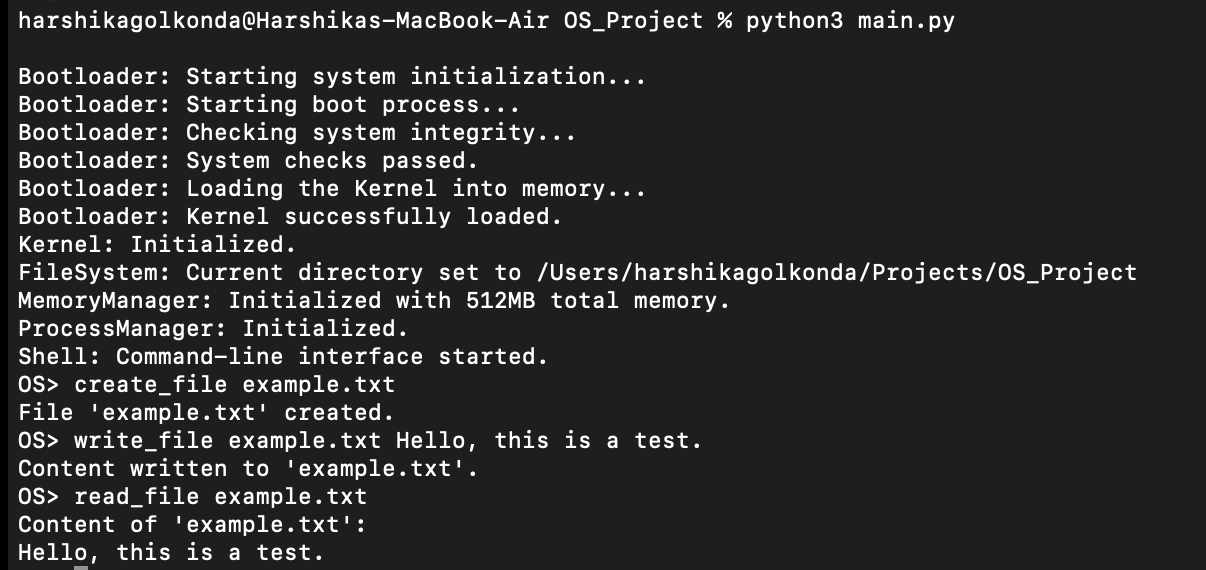 harshikagolkonda@Harshikas-MacBook-Air OS_Project % python3 main.py
Bootloader: Starting system initialization...
Bootloader: Starting boot process...
Bootloader: Checking system integrity...
Bootloader: System checks passed.
Bootloader: Loading the Kernel into memory...
Bootloader: Kernel successfully loaded.
Kernel: Initialized.
FileSystem: Current directory set to /Users/harshikagolkonda/Projects/OS_Project
MemoryManager: Initialized with 512MB total memory.
ProcessManager: Initialized.
Shell: Command-line interface started.
OS> create_file example.txt
File 'example.txt' created.
OS> write_file example.txt Hello, this is a test.
Content written to 'example.txt'.
OS> read_file example.txt
Content of 'example.txt':
Hello, this is a test.